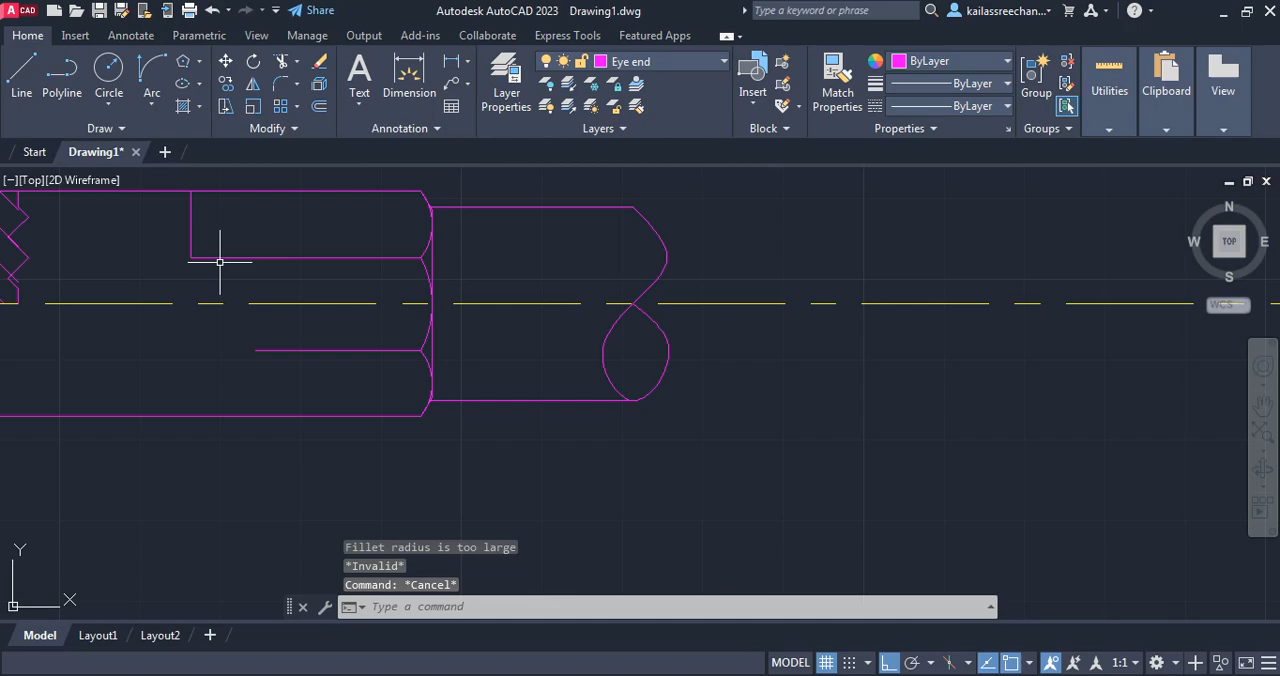 CAD Share Autodesk AutoCAD 2023 Drawing1.dwg Type a keyword or phrase kailassreechan...
Home Insert Annotate Parametric View Manage Output Add-ins Collaborate Express Tools Featured Apps
Eye end ByLayer
ByLayer
ByLayer
Line Polyline Circle Arc Text Dimension Layer Properties Insert Match Properties Group Utilities Clipboard View
Draw Modify Annotation Layers Block Properties Groups
Start Drawing1*
[−][Top][2D Wireframe]
N
W TOP E
S
WCS
Fillet radius is too large
*Invalid*
Command: *Cancel*
Y
X
Type a command
Model Layout1 Layout2
MODEL 1:1